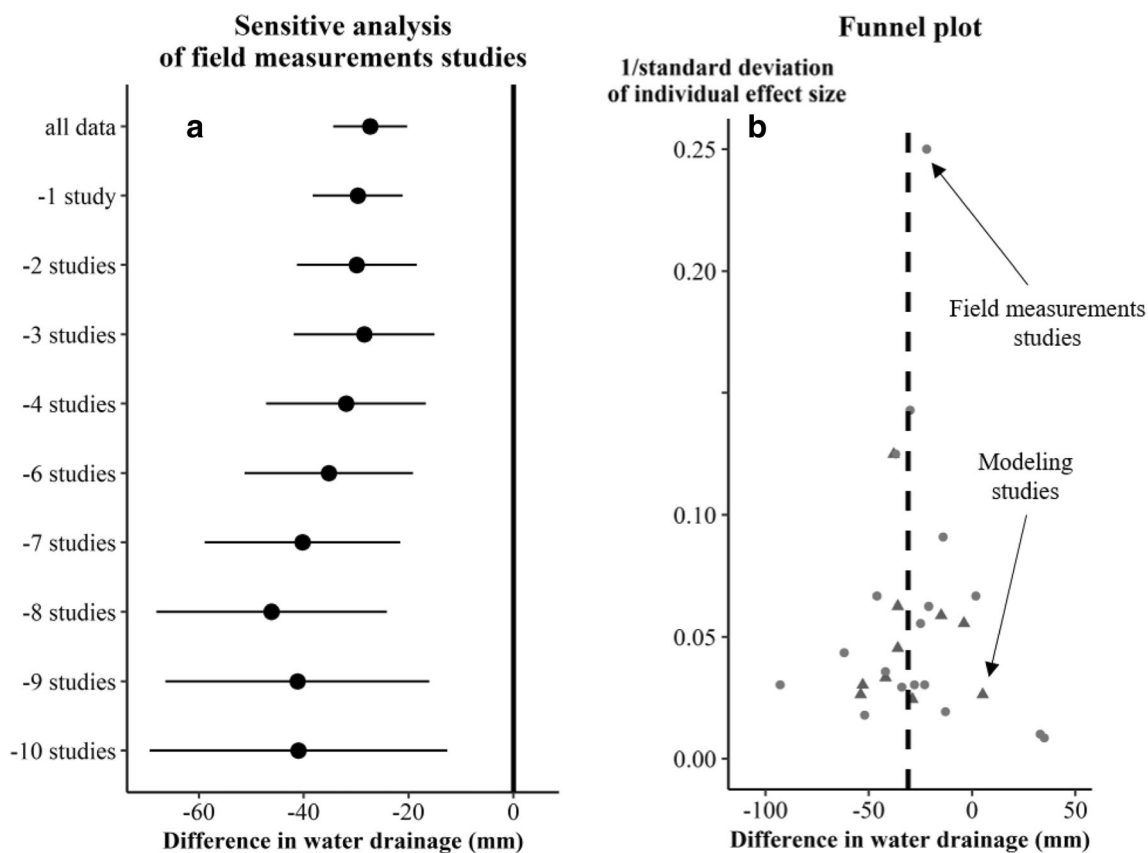 Sensitive analysis
of field measurements studies
a
all data
-1 study
-2 studies
-3 studies
-4 studies
-6 studies
-7 studies
-8 studies
-9 studies
-10 studies
-60
-40
-20
0
Difference in water drainage (mm)
Funnel plot
1/standard deviation
of individual effect size
b
0.25
0.20
0.10
0.05
0.00
Field measurements
studies
Modeling
studies
-100
-50
0
50
Difference in water drainage (mm)